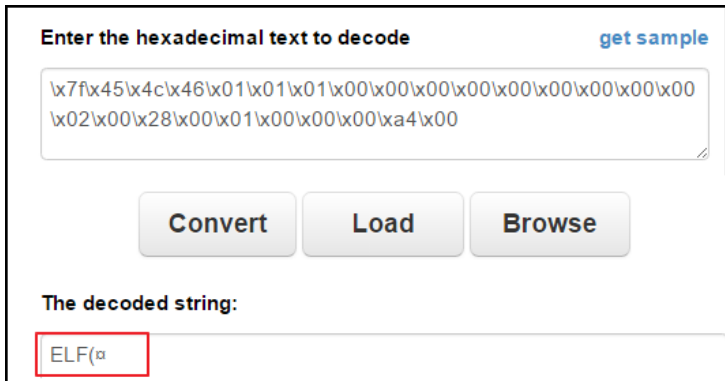 Enter the hexadecimal text to decode get sample
\x7f\x45\x4c\x46\x01\x01\x01\x00\x00\x00\x00\x00\x00\x00\x00\x00
\x02\x00\x28\x00\x01\x00\x00\x00\xa4\x00
Convert Load Browse
The decoded string:
ELF(¤